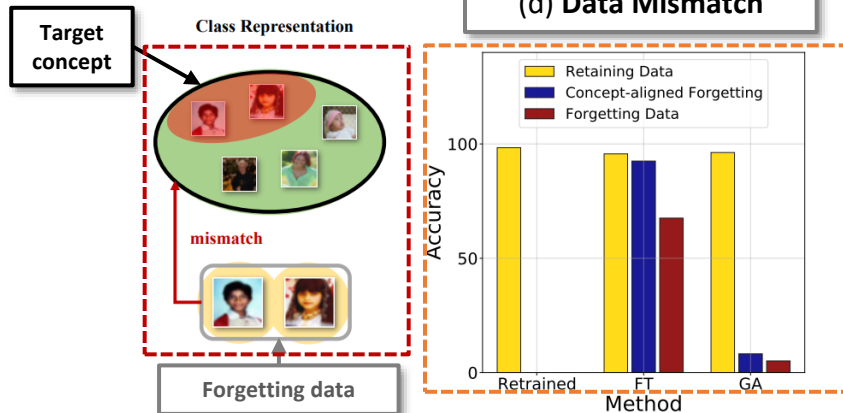 Target
concept
Class Representation
mismatch
Forgetting data
(d) Data Mismatch
Retaining Data
Concept-aligned Forgetting
Forgetting Data
Accuracy
100
50
0
Retrained FT GA
Method